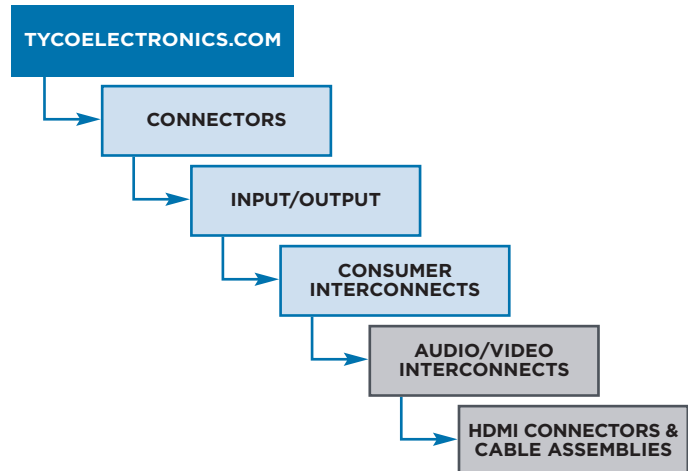 TYCOELECTRONICS.COM
CONNECTORS
INPUT/OUTPUT
CONSUMER
INTERCONNECTS
AUDIO/VIDEO
INTERCONNECTS
HDMI CONNECTORS &
CABLE ASSEMBLIES